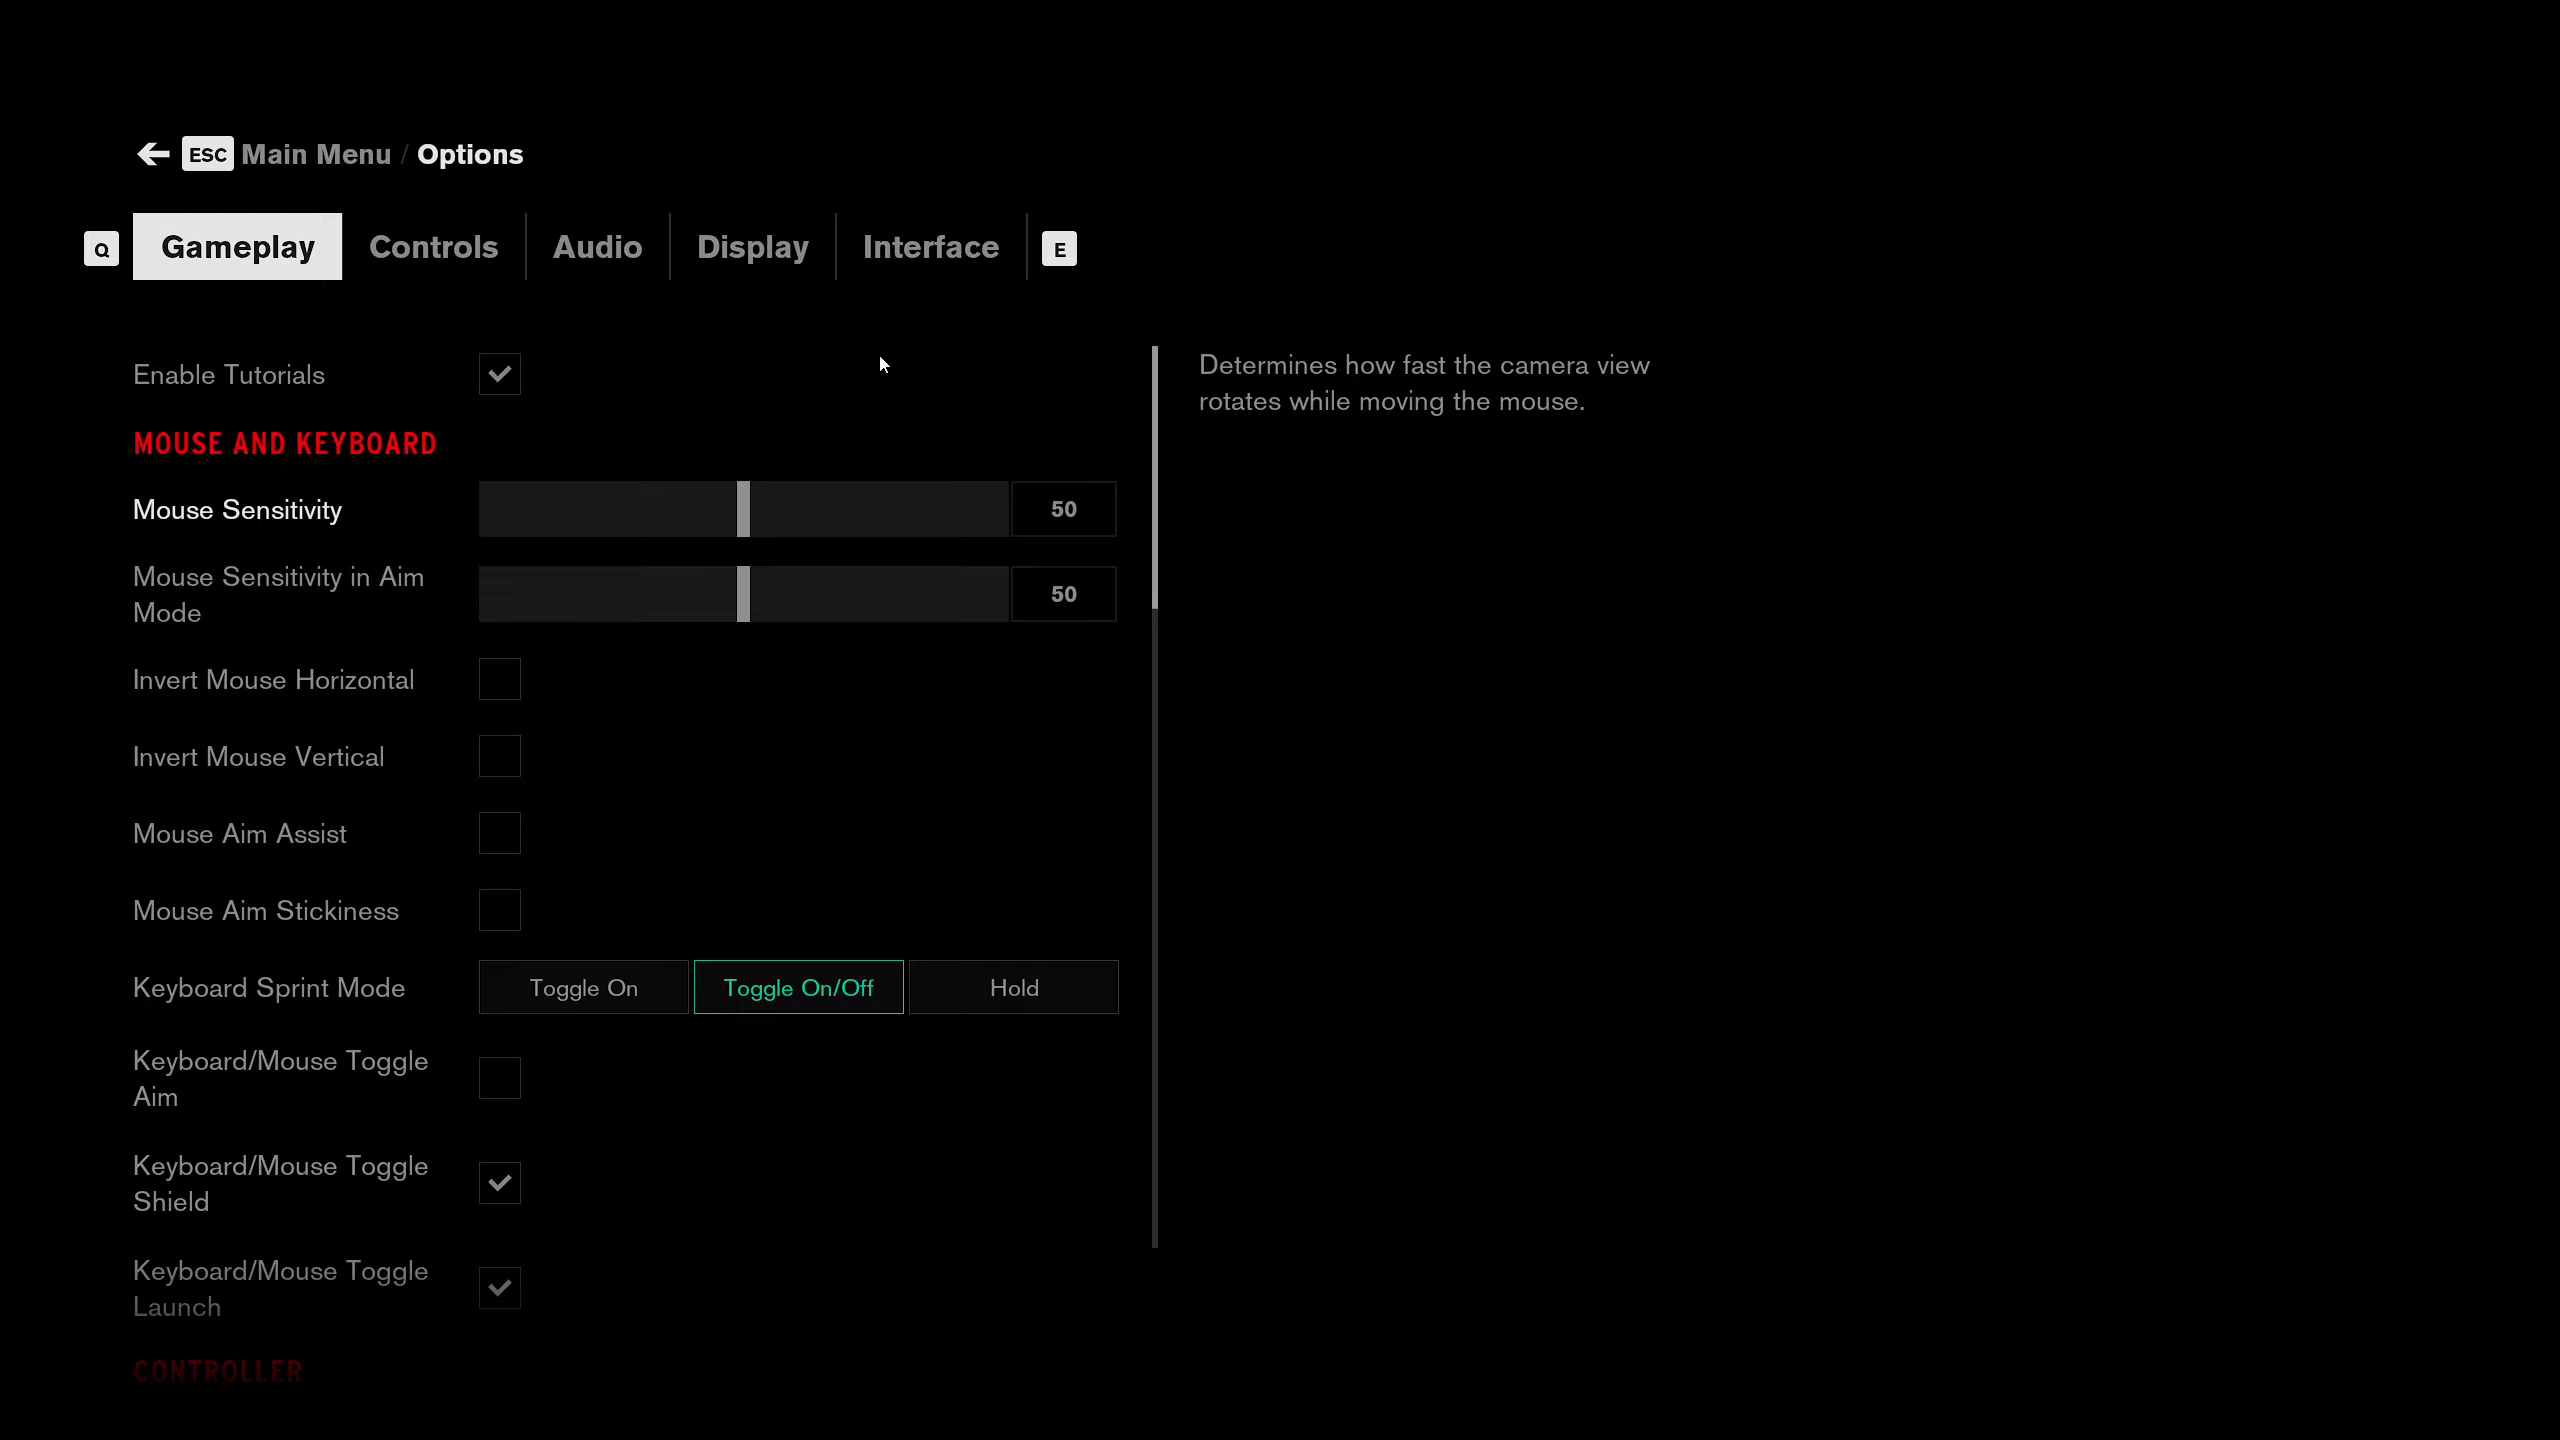 ESC Main Menu / Options
Q Gameplay Controls Audio Display Interface E
Enable Tutorials
Determines how fast the camera view
rotates while moving the mouse.
MOUSE AND KEYBOARD
Mouse Sensitivity 50
Mouse Sensitivity in Aim
Mode
50
Invert Mouse Horizontal
Invert Mouse Vertical
Mouse Aim Assist
Mouse Aim Stickiness
Keyboard Sprint Mode Toggle On Toggle On/Off Hold
Keyboard/Mouse Toggle
Aim
Keyboard/Mouse Toggle
Shield
Keyboard/Mouse Toggle
Launch
CONTROLLER